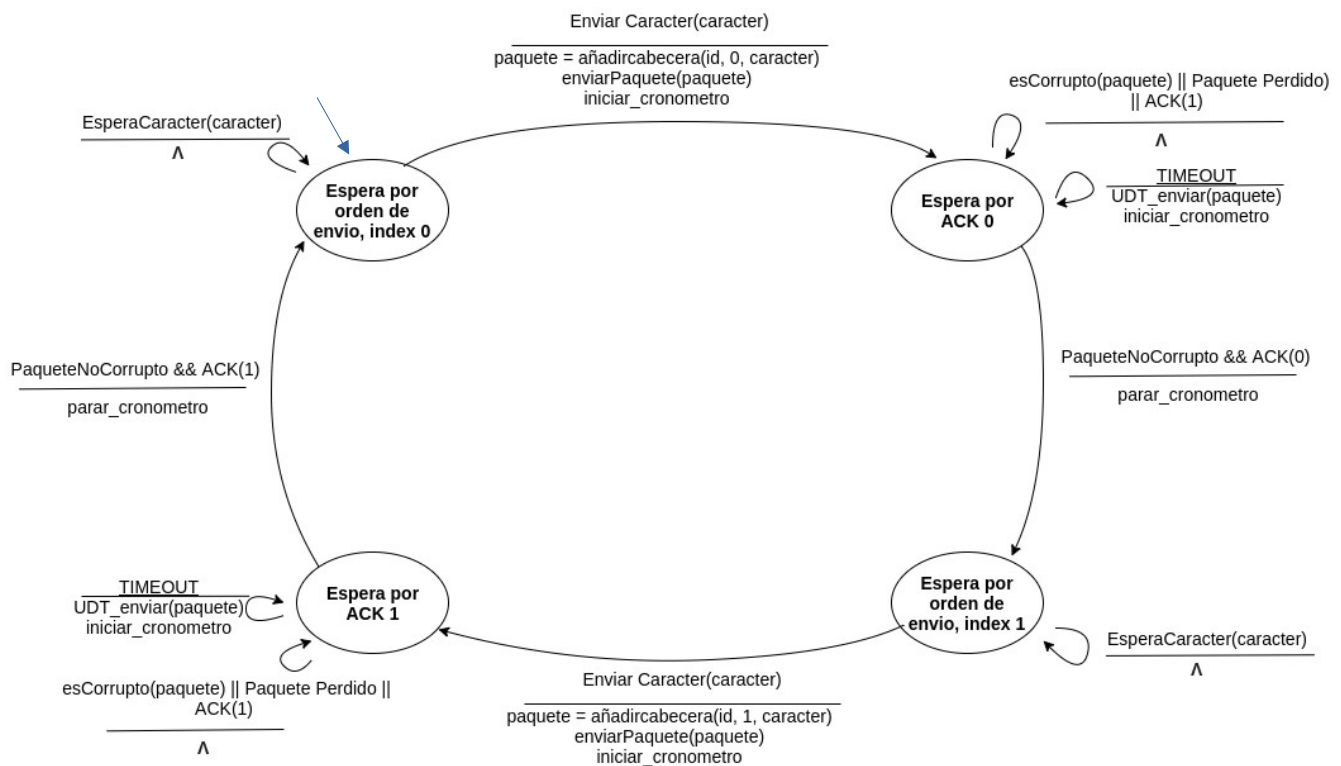 Enviar Caracter(caracter)
paquete = añadircabecera(id, 0, caracter)
enviarPaquete(paquete)
iniciar_cronometro
esCorrupto(paquete) || Paquete Perdido)
|| ACK(1)
Λ
EsperaCaracter(caracter)
Λ
Espera por
orden de
envio, index 0
Espera por
ACK 0
TIMEOUT
UDT_enviar(paquete)
iniciar_cronometro
PaqueteNoCorrupto && ACK(1)
parar_cronometro
PaqueteNoCorrupto && ACK(0)
parar_cronometro
TIMEOUT
UDT_enviar(paquete)
iniciar_cronometro
Espera por
ACK 1
Espera por
orden de
envio, index 1
EsperaCaracter(caracter)
Λ
esCorrupto(paquete) || Paquete Perdido ||
ACK(1)
Λ
Enviar Caracter(caracter)
paquete = añadircabecera(id, 1, caracter)
enviarPaquete(paquete)
iniciar_cronometro